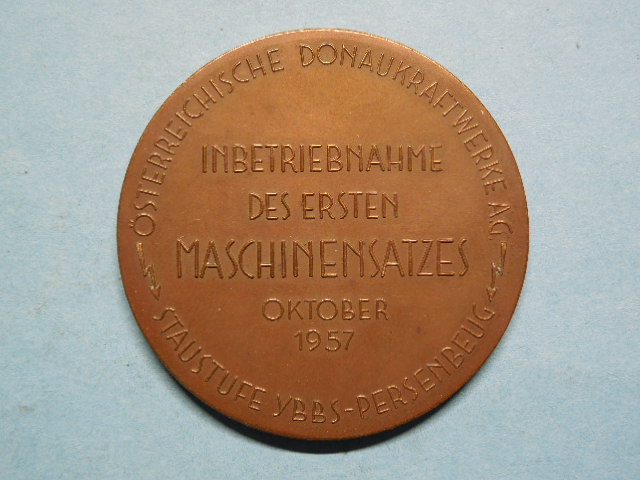 ÖSTERREICHISCHE DONAUKRAFTWERKE AG.
INBETRIEBNAHME
DES ERSTEN
MASCHINENSATZES
OKTOBER
1957
STAUSTUFE YBBS-PERSENBEUG